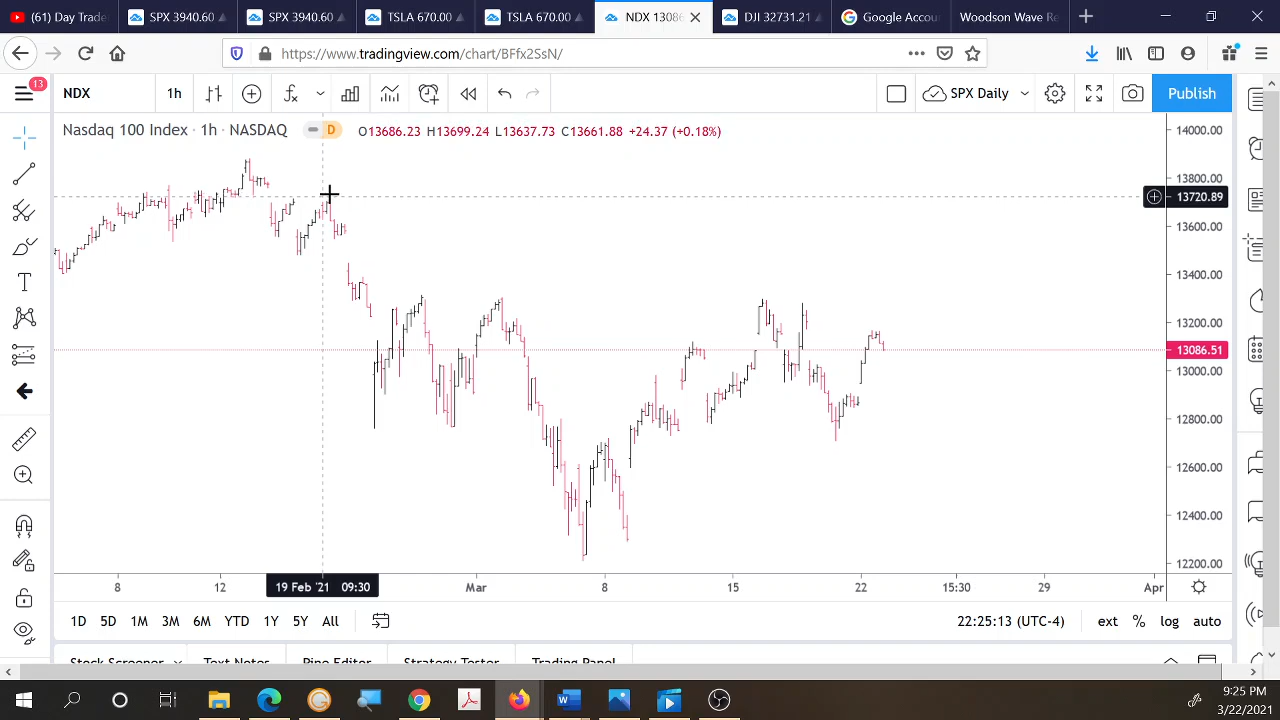 (13) LIVE Trading
SPX 3940.60
SPX 3940.60
TSLA 670.00
TSLA 670.00
NDX 1308
DJI 32731.21
Google Accou
Woodson Wave Re
https://www.tradingview.com/chart/BFfx2SsN/
13
NDX
1h
SPX Daily
Publish
Nasdaq 100 Index · 1h · NASDAQ
D
O13686.23 H13699.24 L13637.73 C13661.88 +24.37 (+0.18%)
14000.00
13800.00
13720.89
13600.00
13400.00
13200.00
13086.51
13000.00
12800.00
12600.00
12400.00
12200.00
8
12
19 Feb '21 09:30
Mar
8
15
22
15:30
29
Apr
1D 5D 1M 3M 6M YTD 1Y 5Y All
22:25:13 (UTC-4)
ext % log auto
Stock Screener
Text Notes
Pine Editor
Strategy Tester
Trading Panel
9:25 PM
3/22/2021